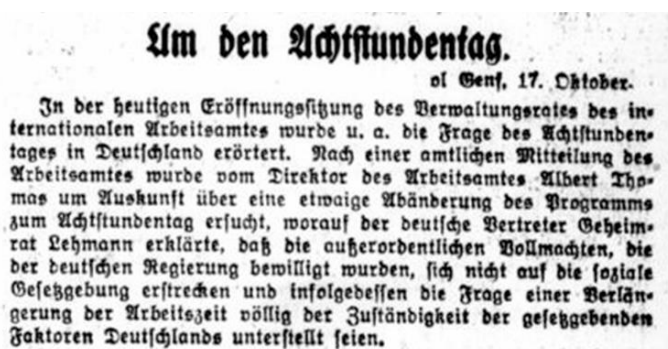 Um den Achtstundentag.
ol Genf, 17. Oktober.
In der heutigen Eröffnungssitzung des Verwaltungsrates des in-
ternationalen Arbeitsamtes wurde u. a. die Frage des Achtstunden-
tages in Deutschland erörtert. Nach einer amtlichen Mitteilung des
Arbeitsamtes wurde vom Direktor des Arbeitsamtes Albert Tho-
mas um Auskunft über eine etwaige Abänderung des Programms
zum Achtstundentag ersucht, worauf der deutsche Vertreter Geheim-
rat Lehmann erklärte, daß die außerordentlichen Vollmachten, die
der deutschen Regierung bewilligt wurden, sich nicht auf die soziale
Gesetzgebung erstrecken und infolgedessen die Frage einer Verlän-
gerung der Arbeitszeit völlig der Zuständigkeit der gesetzgebenden
Faktoren Deutschlands unterstellt seien.